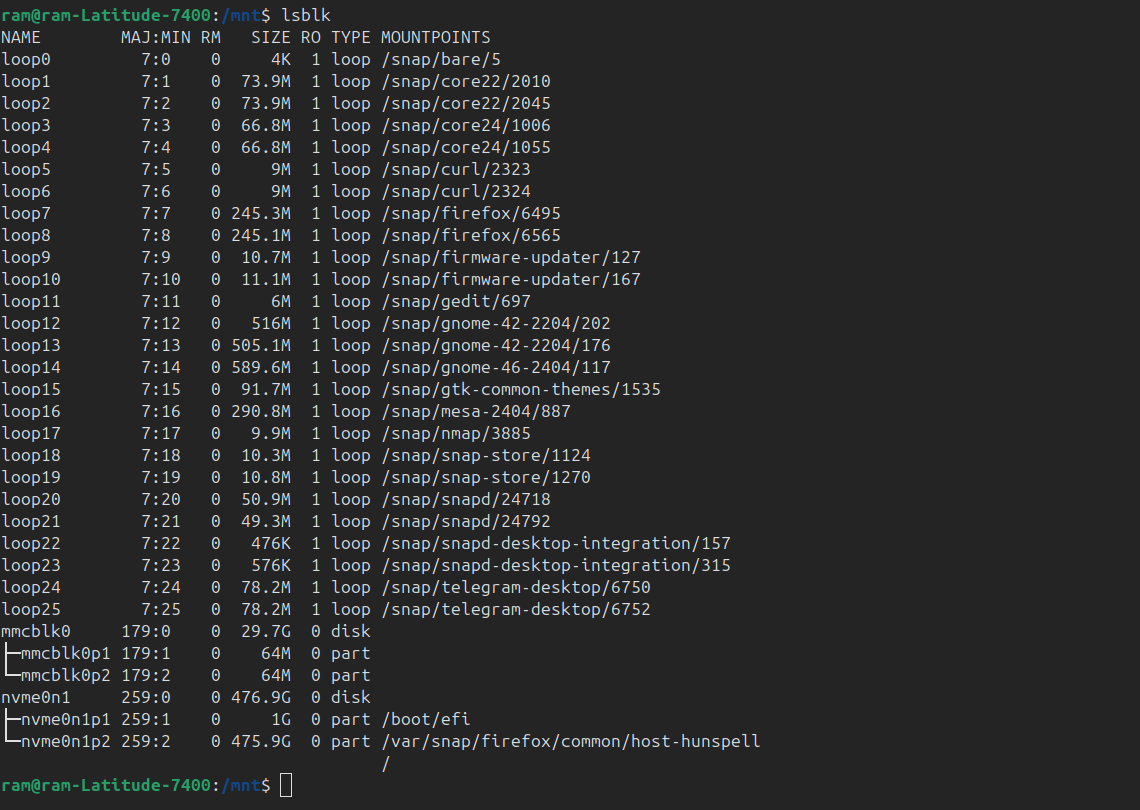 ram@ram-Latitude-7400:/mnt$ lsblk
NAME        MAJ:MIN RM   SIZE RO TYPE MOUNTPOINTS
loop0         7:0    0     4K  1 loop /snap/bare/5
loop1         7:1    0  73.9M  1 loop /snap/core22/2010
loop2         7:2    0  73.9M  1 loop /snap/core22/2045
loop3         7:3    0  66.8M  1 loop /snap/core24/1006
loop4         7:4    0  66.8M  1 loop /snap/core24/1055
loop5         7:5    0     9M  1 loop /snap/curl/2323
loop6         7:6    0     9M  1 loop /snap/curl/2324
loop7         7:7    0 245.3M  1 loop /snap/firefox/6495
loop8         7:8    0 245.1M  1 loop /snap/firefox/6565
loop9         7:9    0  10.7M  1 loop /snap/firmware-updater/127
loop10        7:10   0  11.1M  1 loop /snap/firmware-updater/167
loop11        7:11   0     6M  1 loop /snap/gedit/697
loop12        7:12   0   516M  1 loop /snap/gnome-42-2204/202
loop13        7:13   0 505.1M  1 loop /snap/gnome-42-2204/176
loop14        7:14   0 589.6M  1 loop /snap/gnome-46-2404/117
loop15        7:15   0  91.7M  1 loop /snap/gtk-common-themes/1535
loop16        7:16   0 290.8M  1 loop /snap/mesa-2404/887
loop17        7:17   0   9.9M  1 loop /snap/nmap/3885
loop18        7:18   0  10.3M  1 loop /snap/snap-store/1124
loop19        7:19   0  10.8M  1 loop /snap/snap-store/1270
loop20        7:20   0  50.9M  1 loop /snap/snapd/24718
loop21        7:21   0  49.3M  1 loop /snap/snapd/24792
loop22        7:22   0   476K  1 loop /snap/snapd-desktop-integration/157
loop23        7:23   0   576K  1 loop /snap/snapd-desktop-integration/315
loop24        7:24   0  78.2M  1 loop /snap/telegram-desktop/6750
loop25        7:25   0  78.2M  1 loop /snap/telegram-desktop/6752
mmcblk0     179:0    0  29.7G  0 disk
├─mmcblk0p1 179:1    0    64M  0 part
└─mmcblk0p2 179:2    0    64M  0 part
nvme0n1     259:0    0 476.9G  0 disk
├─nvme0n1p1 259:1    0     1G  0 part /boot/efi
└─nvme0n1p2 259:2    0 475.9G  0 part /var/snap/firefox/common/host-hunspell
                                      /
ram@ram-Latitude-7400:/mnt$